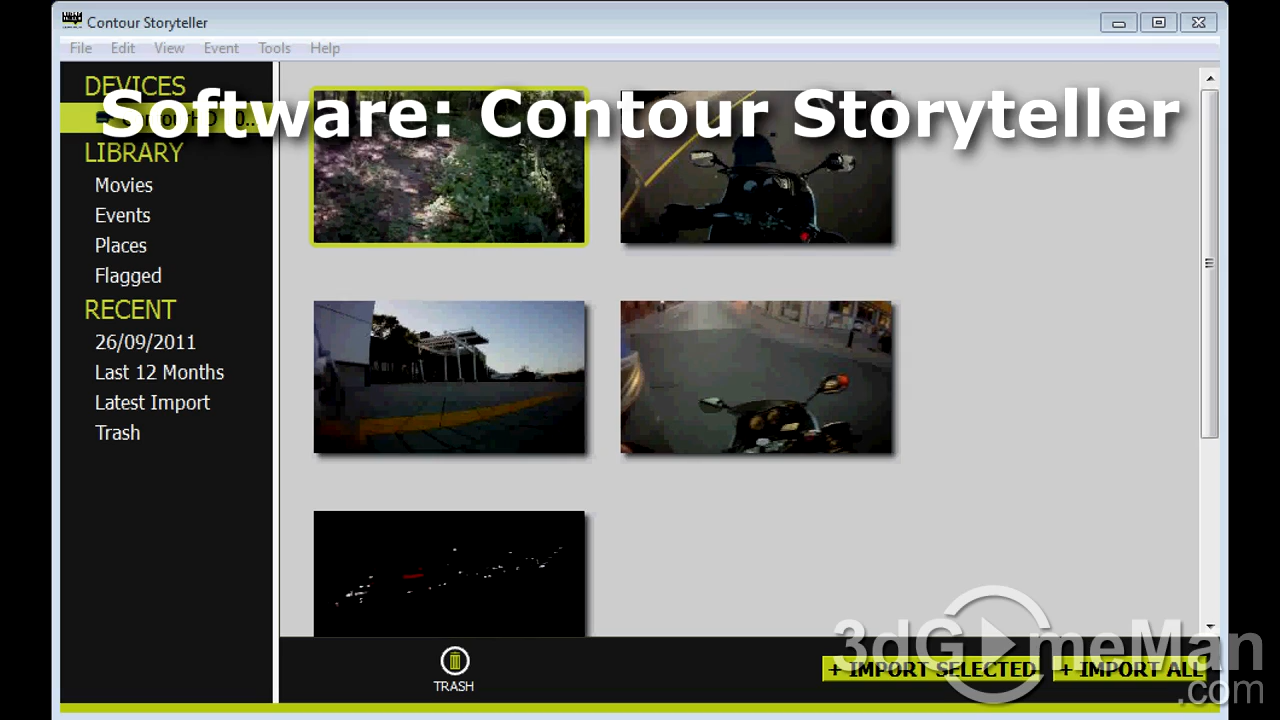 Contour Storyteller
File Edit View Event Tools Help
Software: Contour Storyteller
DEVICES
LIBRARY
Movies
Events
Places
Flagged
RECENT
26/09/2011
Last 12 Months
Latest Import
Trash
TRASH
+ IMPORT SELECTED
+ IMPORT ALL
3dGameMan
.com